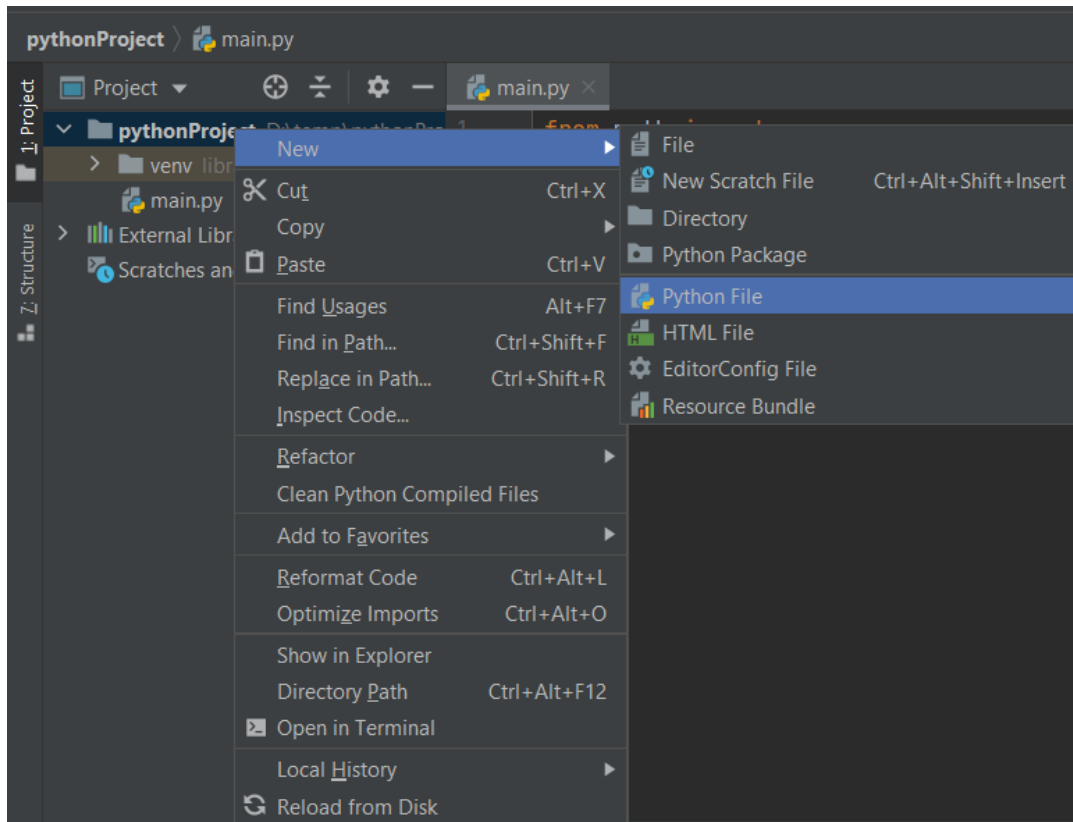 pythonProject main.py
1: Project
Project
main.py
pythonProje
1
from
venv libr
main.py
External Libr
Scratches an
7: Structure
New
Cut Ctrl+X
Copy
Paste Ctrl+V
Find Usages Alt+F7
Find in Path... Ctrl+Shift+F
Replace in Path... Ctrl+Shift+R
Inspect Code...
Refactor
Clean Python Compiled Files
Add to Favorites
Reformat Code Ctrl+Alt+L
Optimize Imports Ctrl+Alt+O
Show in Explorer
Directory Path Ctrl+Alt+F12
Open in Terminal
Local History
Reload from Disk
File
New Scratch File Ctrl+Alt+Shift+Insert
Directory
Python Package
Python File
HTML File
EditorConfig File
Resource Bundle